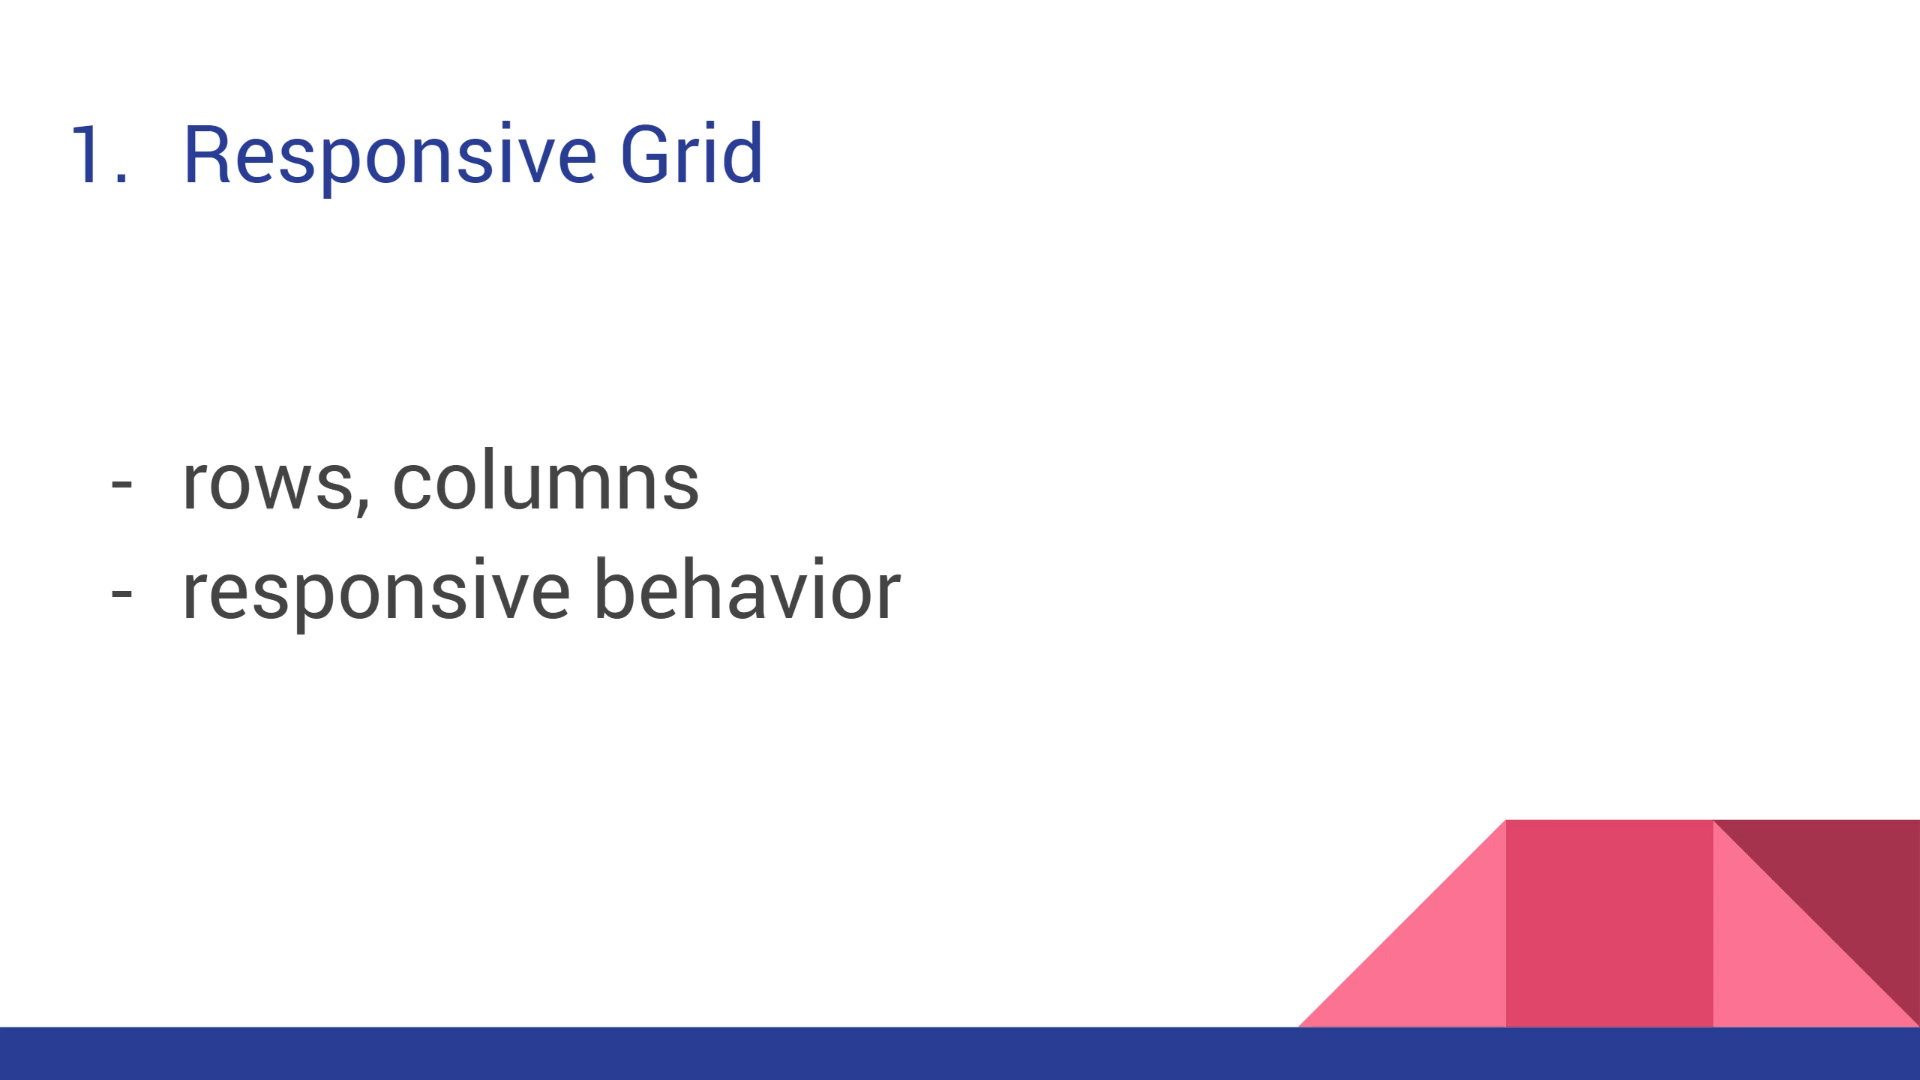 1. Responsive Grid
- rows, columns
- responsive behavior